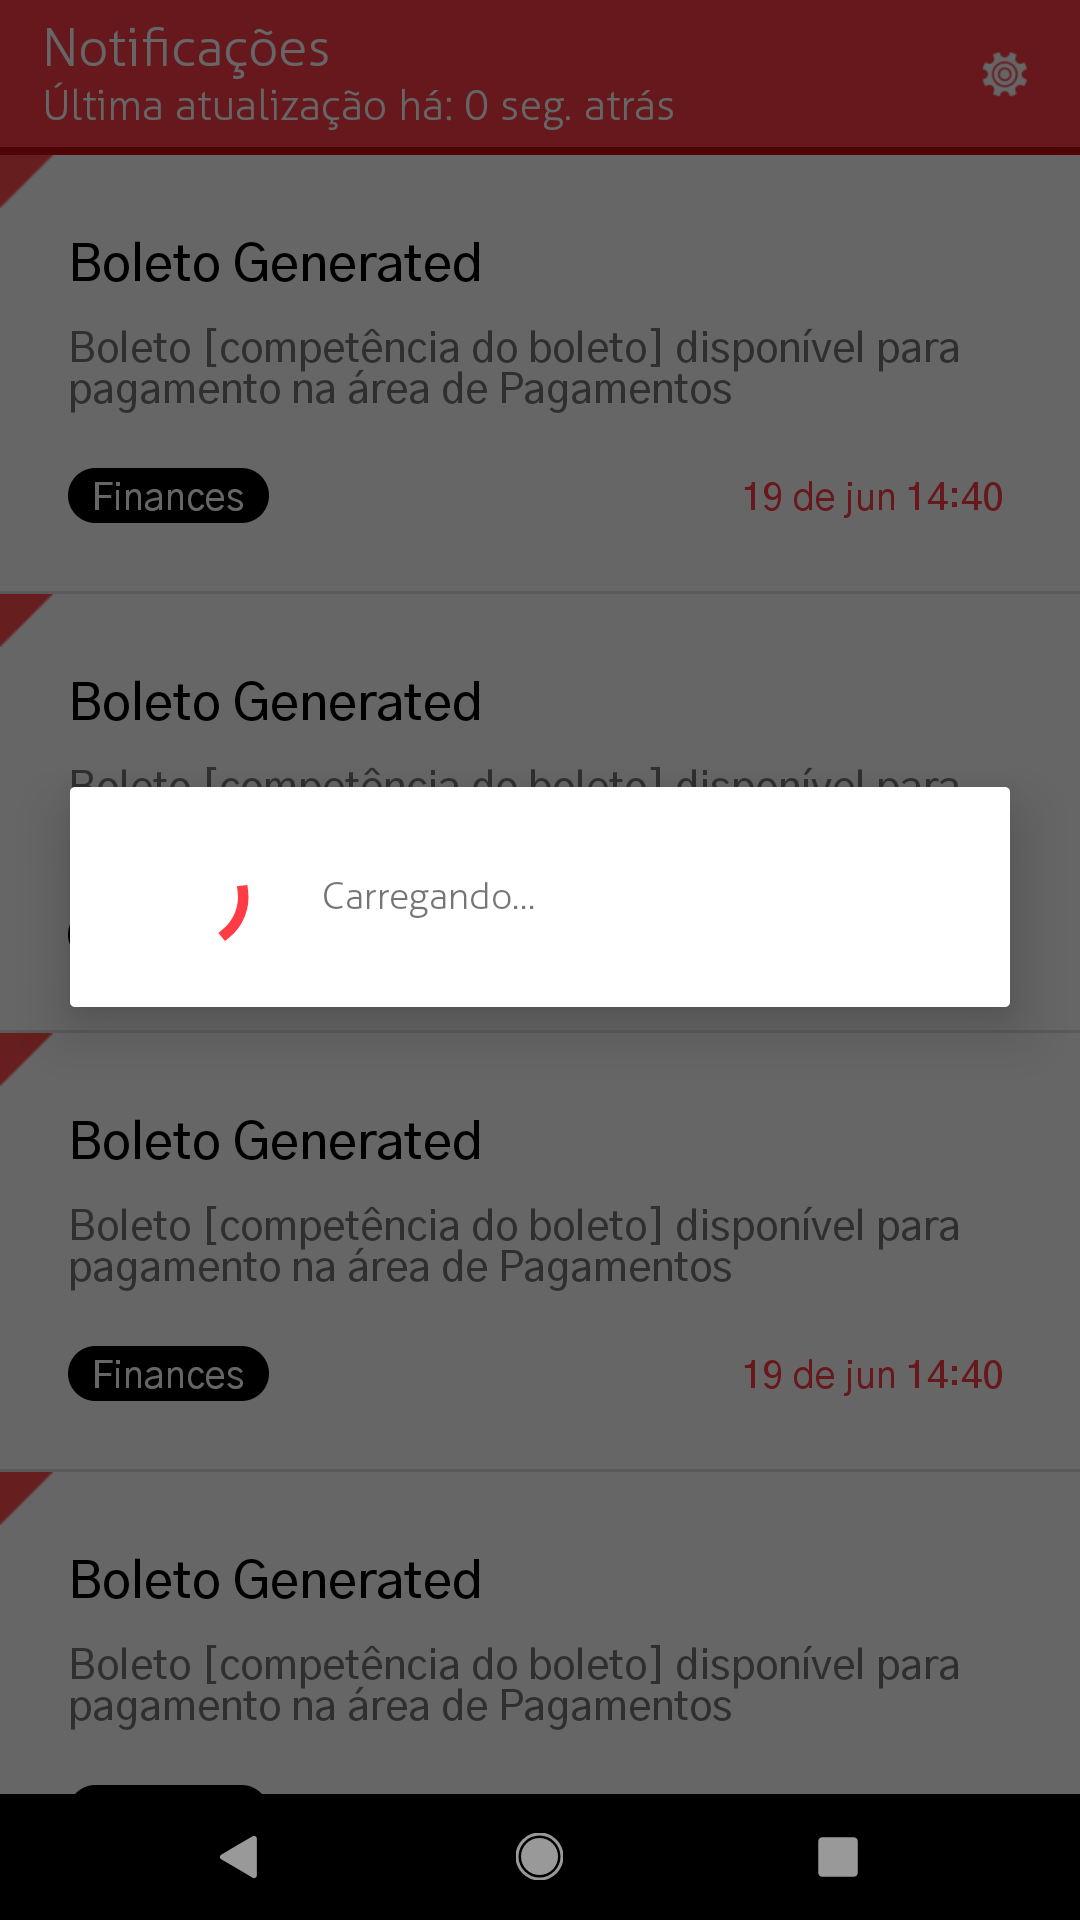 Notificações
Última atualização há: 0 seg. atrás
Boleto Generated
Boleto [competência do boleto] disponível para
pagamento na área de Pagamentos
Finances
19 de jun 14:40
Boleto Generated
Boleto [competência do boleto] disponível para
Carregando...
Boleto Generated
Boleto [competência do boleto] disponível para
pagamento na área de Pagamentos
Finances
19 de jun 14:40
Boleto Generated
Boleto [competência do boleto] disponível para
pagamento na área de Pagamentos